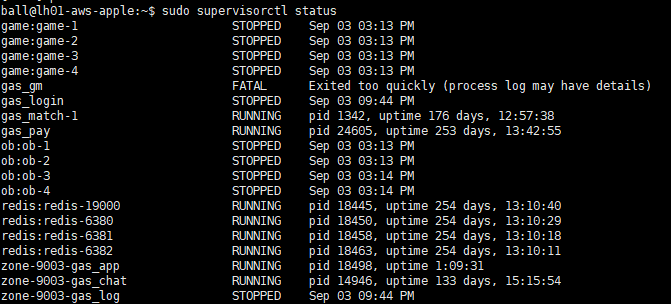 ball@lh01-aws-apple:~$ sudo supervisorctl status
game:game-1 STOPPED Sep 03 03:13 PM
game:game-2 STOPPED Sep 03 03:13 PM
game:game-3 STOPPED Sep 03 03:13 PM
game:game-4 STOPPED Sep 03 03:13 PM
gas_gm FATAL Exited too quickly (process log may have details)
gas_login STOPPED Sep 03 09:44 PM
gas_match-1 RUNNING pid 1342, uptime 176 days, 12:57:38
gas_pay RUNNING pid 24605, uptime 253 days, 13:42:55
ob:ob-1 STOPPED Sep 03 03:13 PM
ob:ob-2 STOPPED Sep 03 03:13 PM
ob:ob-3 STOPPED Sep 03 03:14 PM
ob:ob-4 STOPPED Sep 03 03:14 PM
redis:redis-19000 RUNNING pid 18445, uptime 254 days, 13:10:40
redis:redis-6380 RUNNING pid 18450, uptime 254 days, 13:10:29
redis:redis-6381 RUNNING pid 18458, uptime 254 days, 13:10:18
redis:redis-6382 RUNNING pid 18463, uptime 254 days, 13:10:11
zone-9003-gas_app RUNNING pid 18498, uptime 1:09:31
zone-9003-gas_chat RUNNING pid 14946, uptime 133 days, 15:15:54
zone-9003-gas_log STOPPED Sep 03 09:44 PM